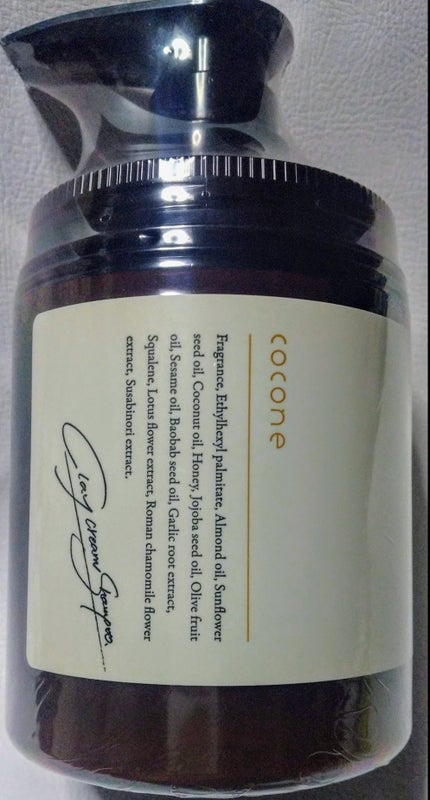 cocone
Fragrance, Ethylhexyl palmitate, Almond oil, Sunflower
seed oil, Coconut oil, Honey, Jojoba seed oil, Olive fruit
oil, Sesame oil, Baobab seed oil, Garlic root extract,
Squalene, Lotus flower extract, Roman chamomile flower
extract, Susabinori extract.
Clay cream Shampoo.